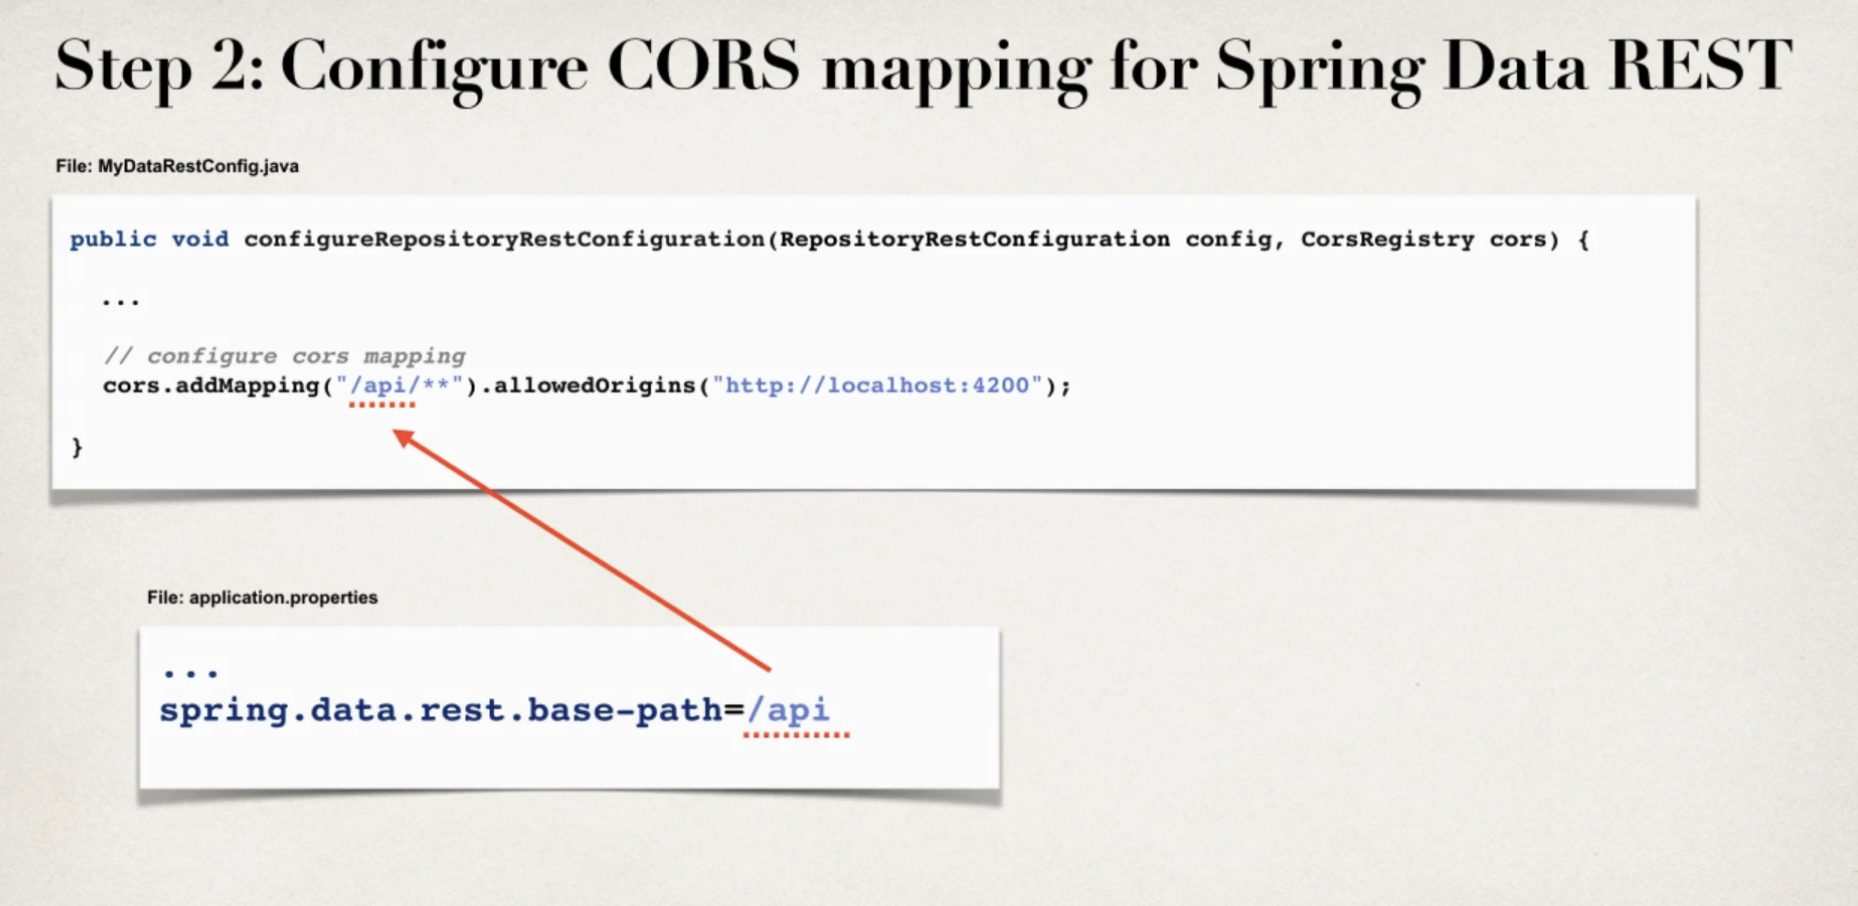 Step 2: Configure CORS mapping for Spring Data REST
File: MyDataRestConfig.java
public void configureRepositoryRestConfiguration(RepositoryRestConfiguration config, CorsRegistry cors) {
...
// configure cors mapping
cors.addMapping("/api/**").allowedOrigins("http://localhost:4200");
}
File: application.properties
...
spring.data.rest.base-path=/api